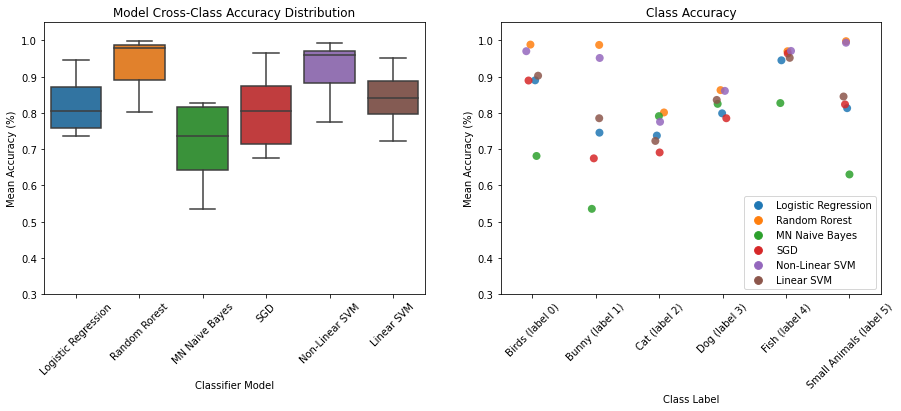 Model Cross-Class Accuracy Distribution
Mean Accuracy (%)
1.0
0.9
0.8
0.7
0.6
0.5
0.4
0.3
Logistic Regression
Random Rorest
MN Naive Bayes
SGD
Non-Linear SVM
Linear SVM
Classifier Model
Class Accuracy
Mean Accuracy (%)
1.0
0.9
0.8
0.7
0.6
0.5
0.4
0.3
Logistic Regression
Random Rorest
MN Naive Bayes
SGD
Non-Linear SVM
Linear SVM
Birds (label 0)
Bunny (label 1)
Cat (label 2)
Dog (label 3)
Fish (label 4)
Small Animals (label 5)
Class Label